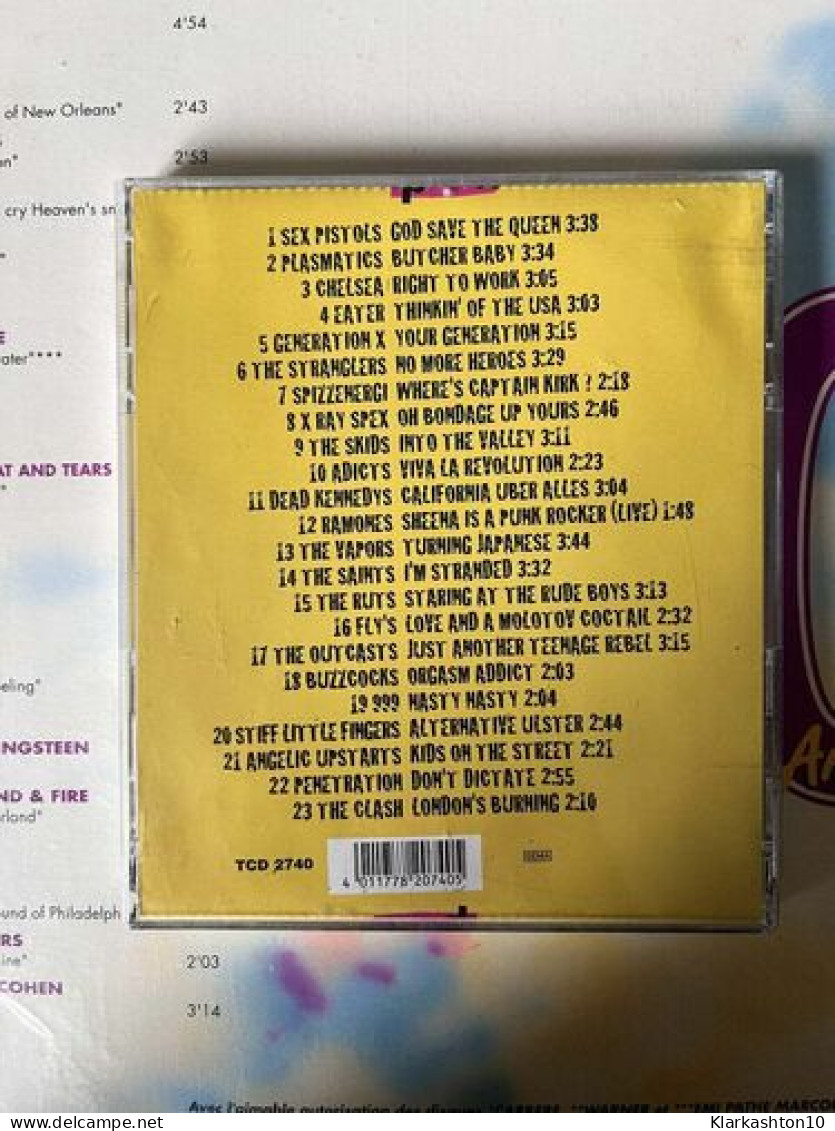 4'54
of New Orleans"
2'43
2'53
cry Heaven's
ater"****
AT AND TEARS
eeling"
NGSTEEN
ND & FIRE
orland"
und of Philadelph
RS
ine"
2'03
COHEN
3'14
1 SEX PISTOLS GOD SAVE THE QUEEN 3:38
2 PLASMATICS BUTCHER BABY 3:34
3 CHELSEA RIGHT TO WORK 3:05
4 EATER THINKIN' OF THE USA 3:03
5 GENERATION X YOUR GENERATION 3:15
6 THE STRANGLERS NO MORE HEROES 3:29
7 SPIZZENERGI WHERE'S CAPTAIN KIRK ? 2:18
8 X RAY SPEX OH BONDAGE UP YOURS 2:46
9 THE SKIDS INTO THE VALLEY 3:11
10 ADICTS VIVA LA REVOLUTION 2:23
11 DEAD KENNEDYS CALIFORNIA UBER ALLES 3:04
12 RAMONES SHEENA IS A PUNK ROCKER (LIVE) 1:48
13 THE VAPORS TURNING JAPANESE 3:44
14 THE SAINTS I'M STRANDED 3:32
15 THE RUTS STARING AT THE RUDE BOYS 3:13
16 FLY'S LOVE AND A MOLOTOV COCTAIL 2:32
17 THE OUTCASTS JUST ANOTHER TEENAGE REBEL 3:15
18 BUZZCOCKS ORGASM ADDICT 2:03
19 999 NASTY NASTY 2:04
20 STIFF LITTLE FINGERS ALTERNATIVE ULSTER 2:44
21 ANGELIC UPSTARTS KIDS ON THE STREET 2:21
22 PENETRATION DON'T DICTATE 2:55
23 THE CLASH LONDON'S BURNING 2:10
TCD 2740
4 011778 207405
GEMA
Avec l'aimable autorisation des disques *CARRERE, **WARNER et ***EMI PATHE MARCO
Klarkashton10